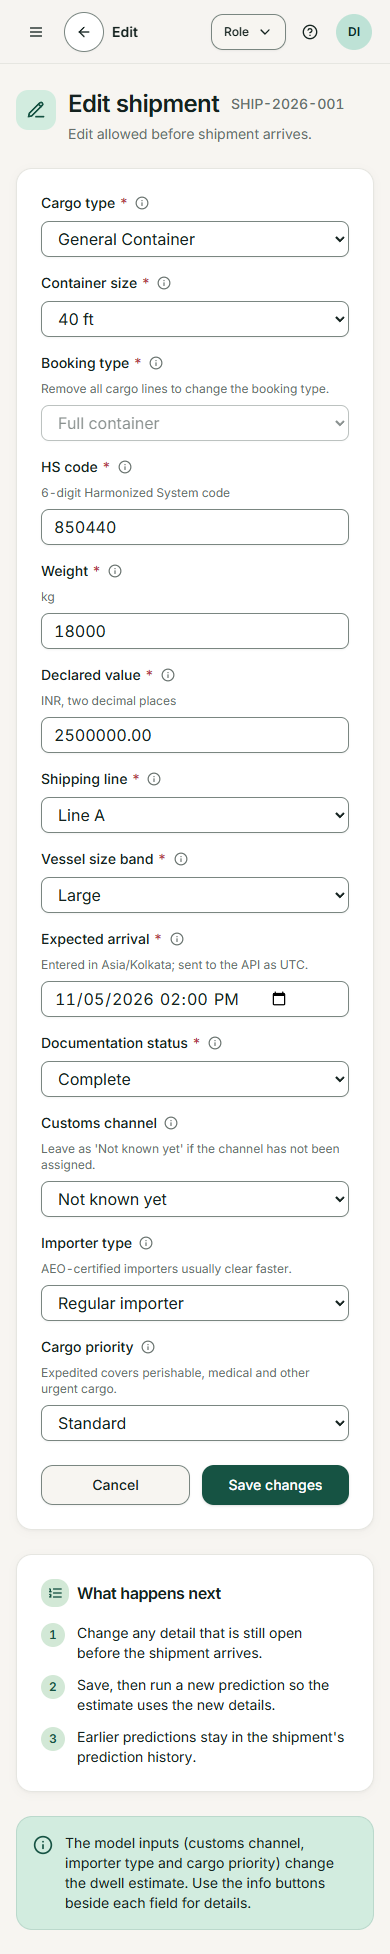 Edit
Role
DI
Edit shipment SHIP-2026-001
Edit allowed before shipment arrives.
Cargo type *
General Container
Container size *
40 ft
Booking type *
Remove all cargo lines to change the booking type.
Full container
HS code *
6-digit Harmonized System code
850440
Weight *
kg
18000
Declared value *
INR, two decimal places
2500000.00
Shipping line *
Line A
Vessel size band *
Large
Expected arrival *
Entered in Asia/Kolkata; sent to the API as UTC.
11/05/2026 02:00 PM
Documentation status *
Complete
Customs channel
Leave as 'Not known yet' if the channel has not been
assigned.
Not known yet
Importer type
AEO-certified importers usually clear faster.
Regular importer
Cargo priority
Expedited covers perishable, medical and other
urgent cargo.
Standard
Cancel
Save changes
What happens next
1 Change any detail that is still open
before the shipment arrives.
2 Save, then run a new prediction so the
estimate uses the new details.
3 Earlier predictions stay in the shipment's
prediction history.
The model inputs (customs channel,
importer type and cargo priority) change
the dwell estimate. Use the info buttons
beside each field for details.